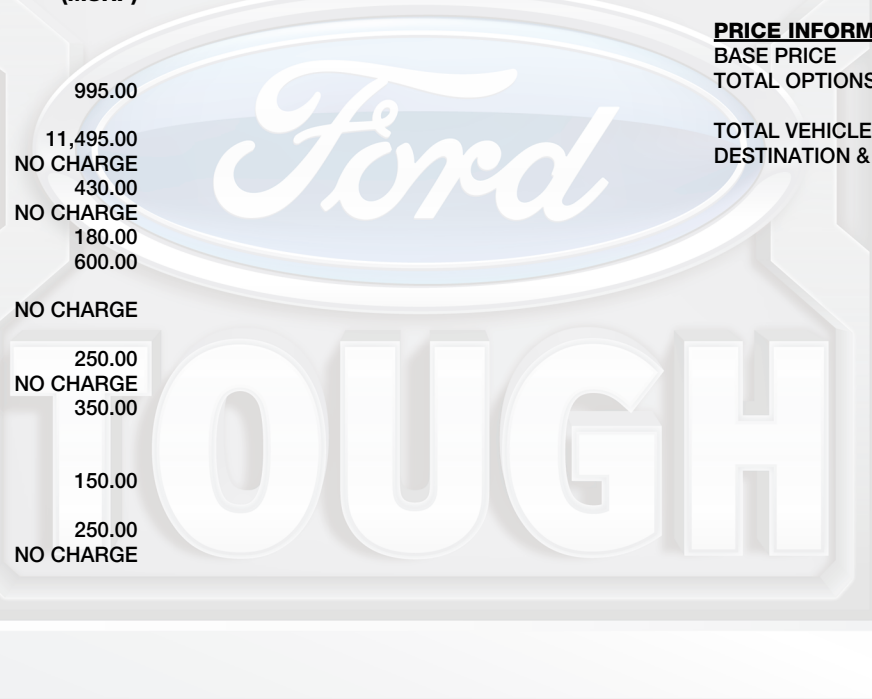 995.00
11,495.00
NO CHARGE
430.00
NO CHARGE
180.00
600.00
NO CHARGE
250.00
NO CHARGE
350.00
150.00
250.00
NO CHARGE
PRICE
BASE PRICE
TOTAL OPTIONS
TOTAL VEHICLE
DESTINATION &
Ford
TOUGH